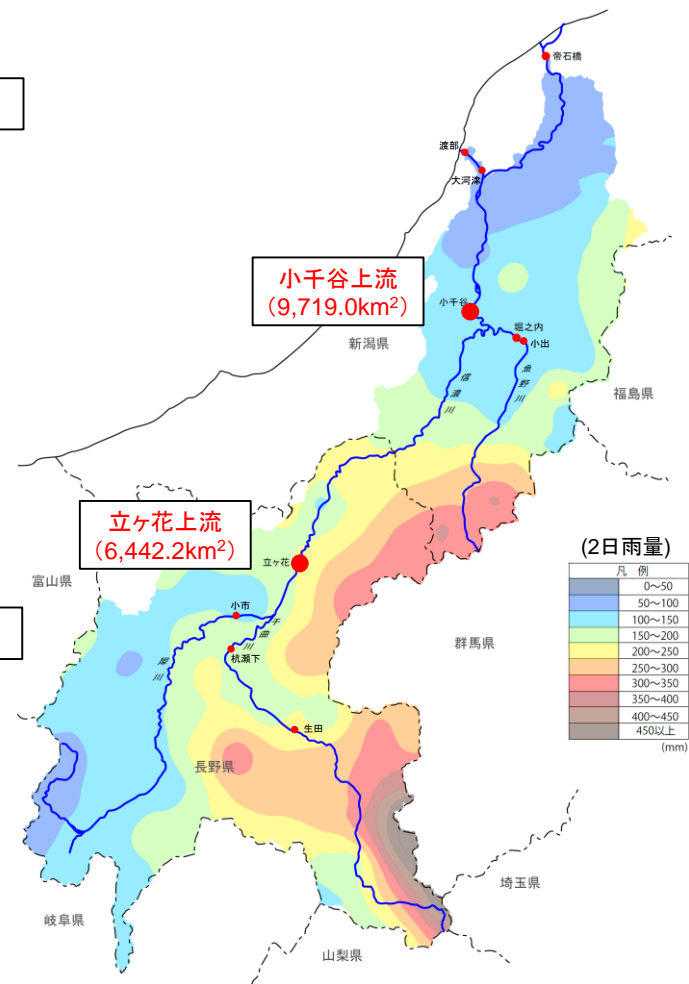 帝石橋
渡部
大河津
小千谷上流
（9,719.0km²）
小千谷
堀之内
小出
新潟県
信濃川
魚野川
福島県
立ヶ花上流
（6,442.2km²）
立ヶ花
富山県
小市
千曲川
杭瀬下
犀川
群馬県
生田
長野県
埼玉県
岐阜県
山梨県
(2日雨量)
凡 例
0～50
50～100
100～150
150～200
200～250
250～300
300～350
350～400
400～450
450以上
(mm)